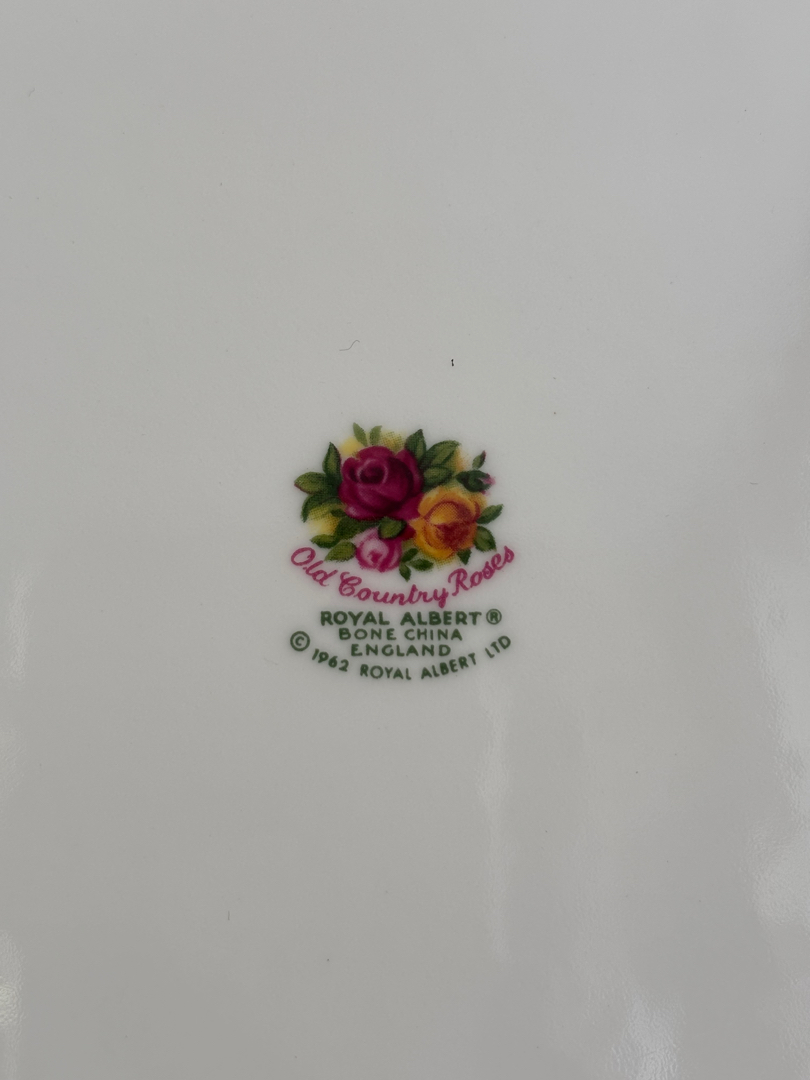 Old Country Roses
ROYAL ALBERT®
BONE CHINA
ENGLAND
© 1962 ROYAL ALBERT LTD